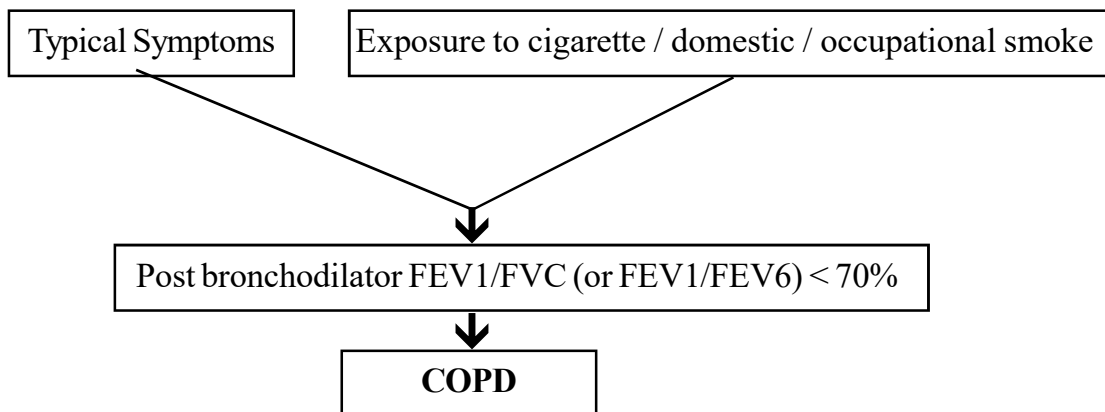 Typical Symptoms
Exposure to cigarette / domestic / occupational smoke
Post bronchodilator FEV1/FVC (or FEV1/FEV6) < 70%
COPD